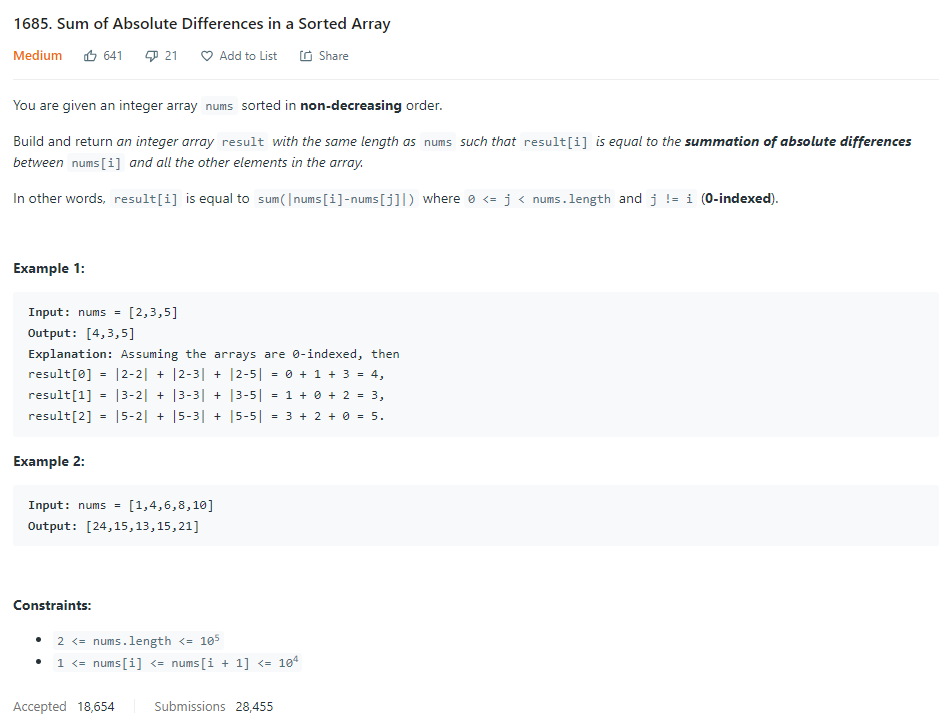 1685. Sum of Absolute Differences in a Sorted Array
Medium 641 21 Add to List Share
You are given an integer array nums sorted in non-decreasing order.
Build and return an integer array result with the same length as nums such that result[i] is equal to the summation of absolute differences
between nums[i] and all the other elements in the array.
In other words, result[i] is equal to sum(|nums[i]-nums[j]|) where 0 <= j < nums.length and j != i (0-indexed).
Example 1:
Input: nums = [2,3,5]
Output: [4,3,5]
Explanation: Assuming the arrays are 0-indexed, then
result[0] = |2-2| + |2-3| + |2-5| = 0 + 1 + 3 = 4,
result[1] = |3-2| + |3-3| + |3-5| = 1 + 0 + 2 = 3,
result[2] = |5-2| + |5-3| + |5-5| = 3 + 2 + 0 = 5.
Example 2:
Input: nums = [1,4,6,8,10]
Output: [24,15,13,15,21]
Constraints:
• 2 <= nums.length <= 10⁵
• 1 <= nums[i] <= nums[i + 1] <= 10⁴
Accepted 18,654 Submissions 28,455